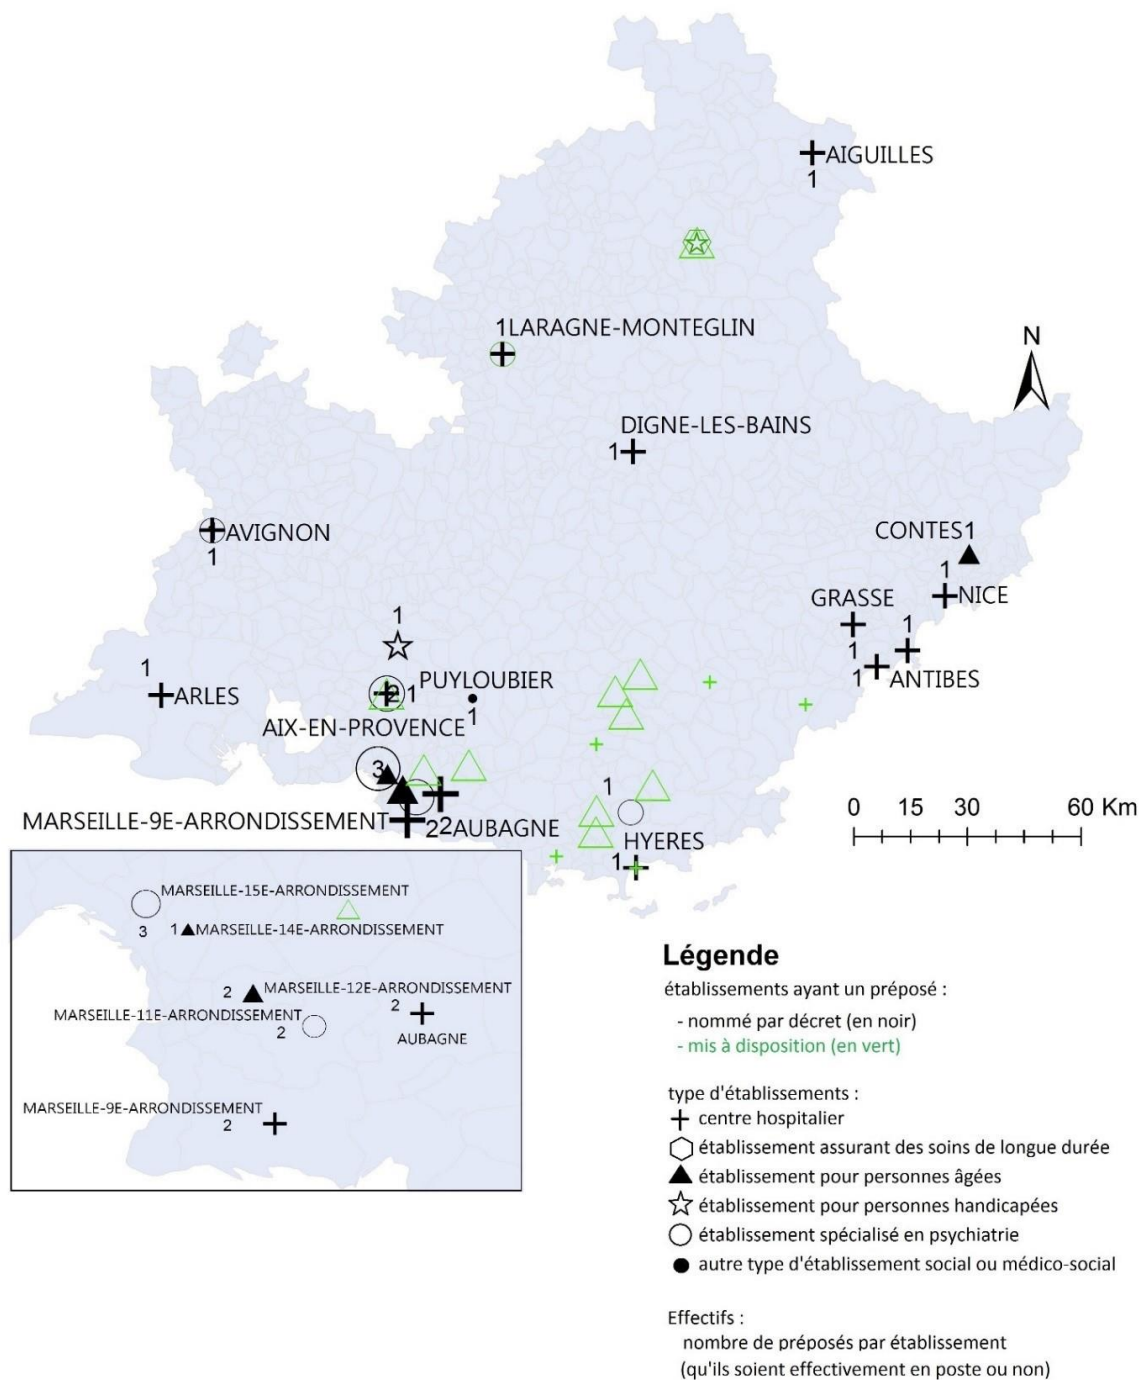 AIGUILLES
1
1LARAGNE-MONTEGLIN
N
DIGNE-LES-BAINS
1
AVIGNON
1
CONTES1
1
NICE
GRASSE
1
1
1
ANTIBES
1
1
ARLES
2
1
PUYLOUBIER
1
AIX-EN-PROVENCE
3
MARSEILLE-9E-ARRONDISSEMENT
2
2
AUBAGNE
1
HYERES
1
0 15 30 60 Km
MARSEILLE-15E-ARRONDISSEMENT
3
1
MARSEILLE-14E-ARRONDISSEMENT
2
MARSEILLE-12E-ARRONDISSEMENT
MARSEILLE-11E-ARRONDISSEMENT
2
2
AUBAGNE
MARSEILLE-9E-ARRONDISSEMENT
2
Légende
établissements ayant un préposé :
- nommé par décret (en noir)
- mis à disposition (en vert)
type d'établissements :
centre hospitalier
établissement assurant des soins de longue durée
établissement pour personnes âgées
établissement pour personnes handicapées
établissement spécialisé en psychiatrie
autre type d'établissement social ou médico-social
Effectifs :
nombre de préposés par établissement
(qu'ils soient effectivement en poste ou non)